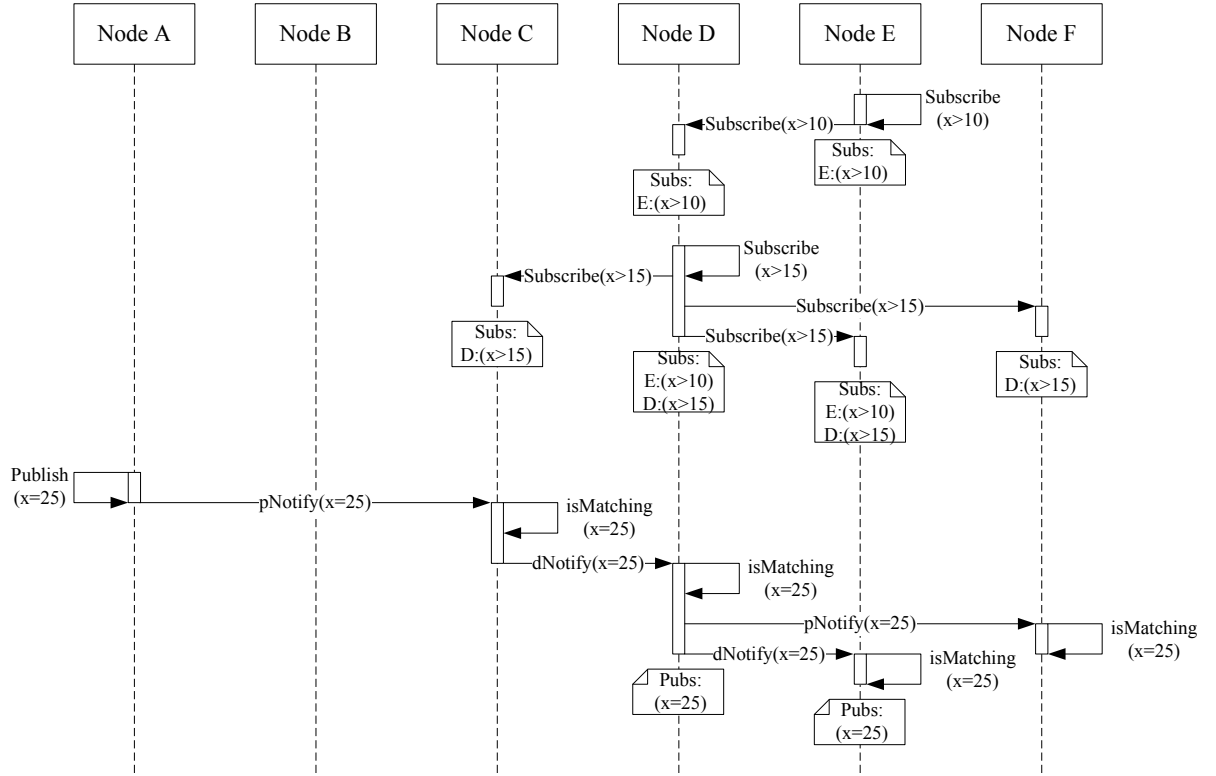 Node A
Node B
Node C
Node D
Node E
Node F
Subscribe
(x>10)
Subscribe(x>10)
Subs:
E:(x>10)
Subs:
E:(x>10)
Subscribe
(x>15)
Subscribe(x>15)
Subscribe(x>15)
Subscribe(x>15)
Subs:
D:(x>15)
Subs:
E:(x>10)
D:(x>15)
Subs:
E:(x>10)
D:(x>15)
Subs:
D:(x>15)
Publish
(x=25)
pNotify(x=25)
isMatching
(x=25)
dNotify(x=25)
isMatching
(x=25)
pNotify(x=25)
isMatching
(x=25)
dNotify(x=25)
isMatching
(x=25)
Pubs:
(x=25)
Pubs:
(x=25)